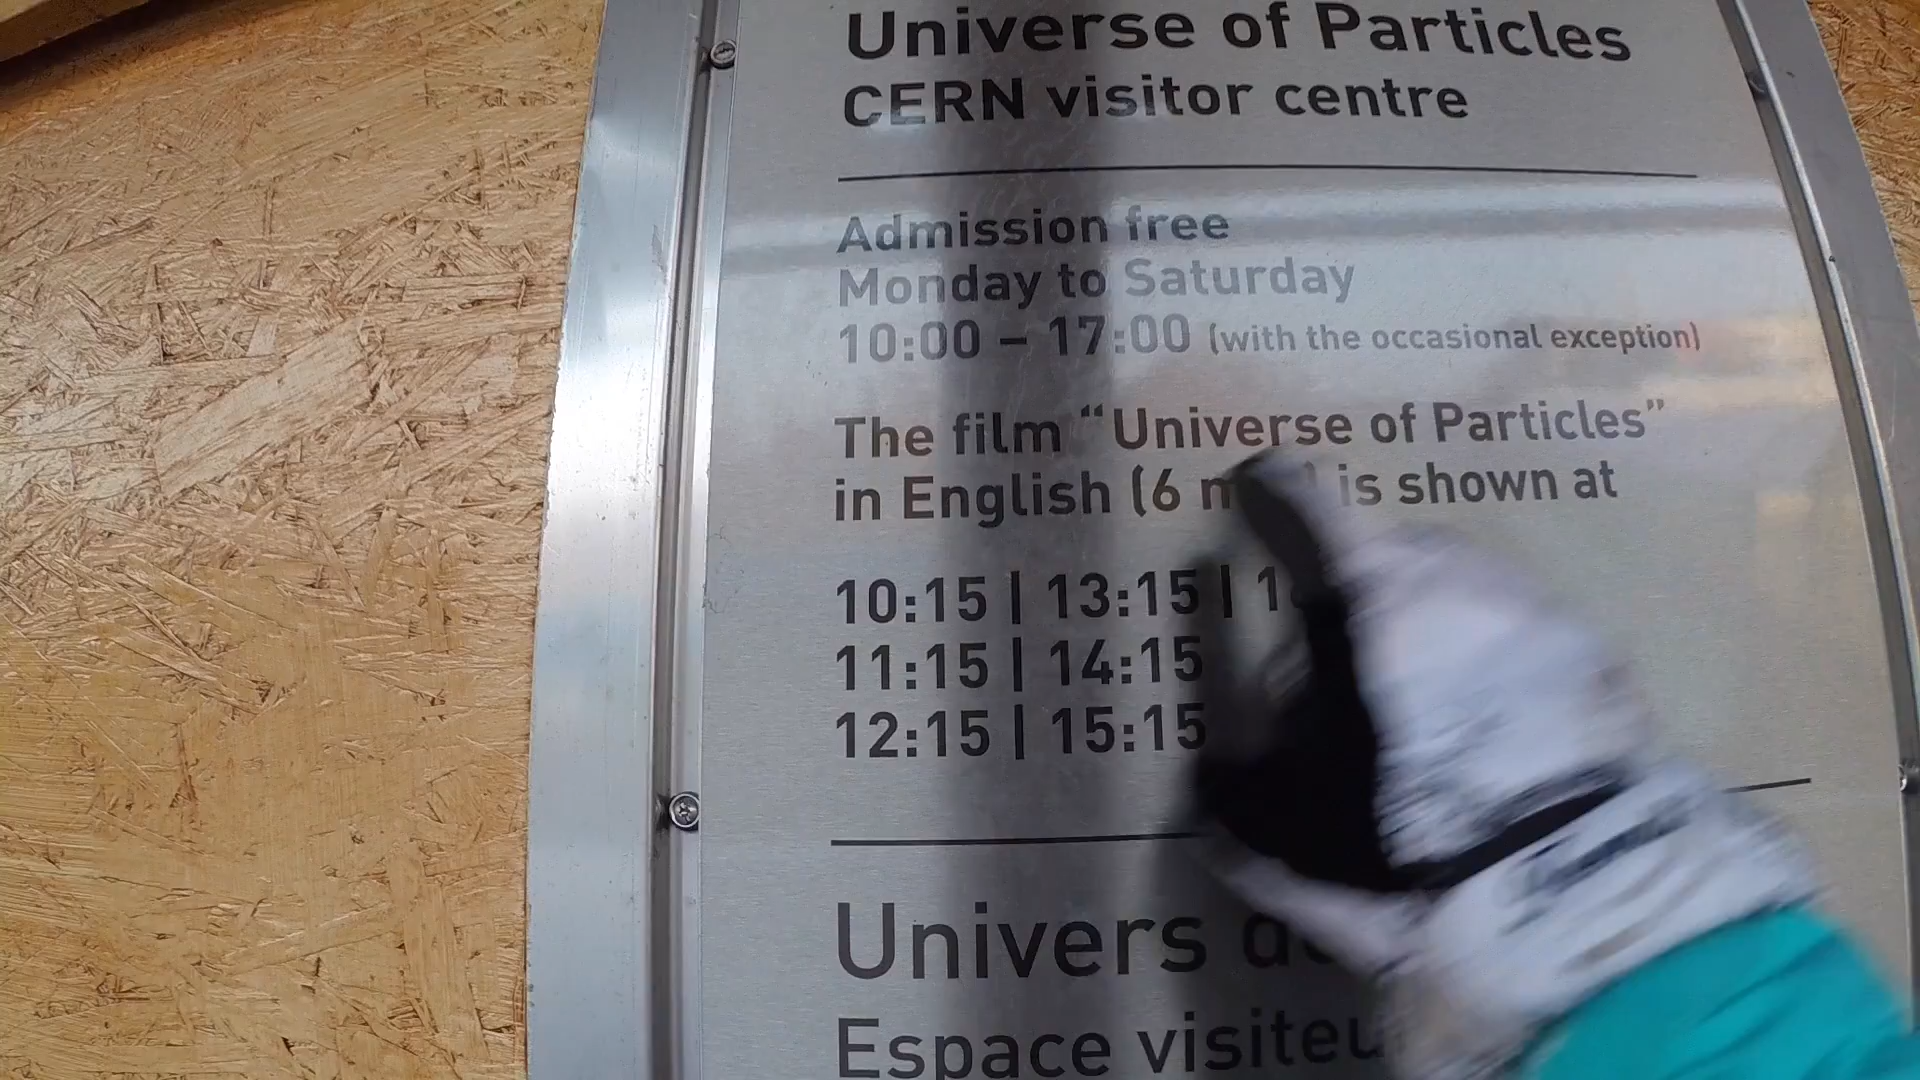 Universe of Particles
CERN visitor centre
Admission free
Monday to Saturday
10:00 – 17:00 (with the occasional exception)
The film “Universe of Particles”
in English (6 is shown at
10:15 | 13:15 |
11:15 | 14:15
12:15 | 15:15
Univers
Espace